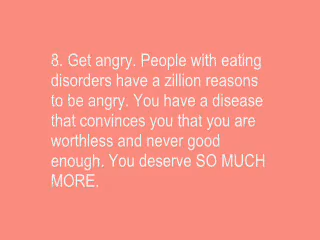 8. Get angry. People with eating
disorders have a zillion reasons
to be angry. You have a disease
that convinces you that you are
worthless and never good
enough. You deserve SO MUCH
MORE.